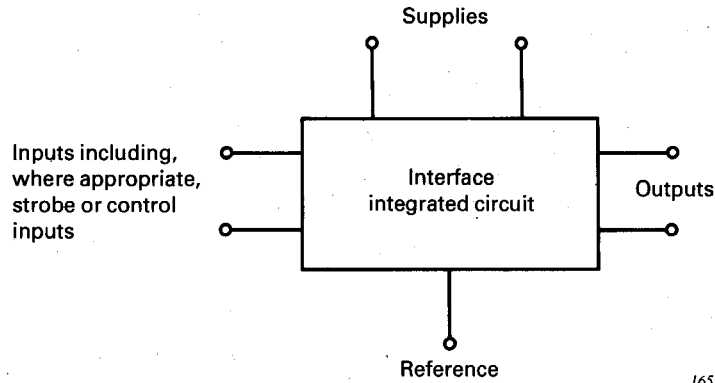 Supplies
Inputs including,
where appropriate,
strobe or control
inputs
Interface
integrated circuit
Outputs
Reference
165